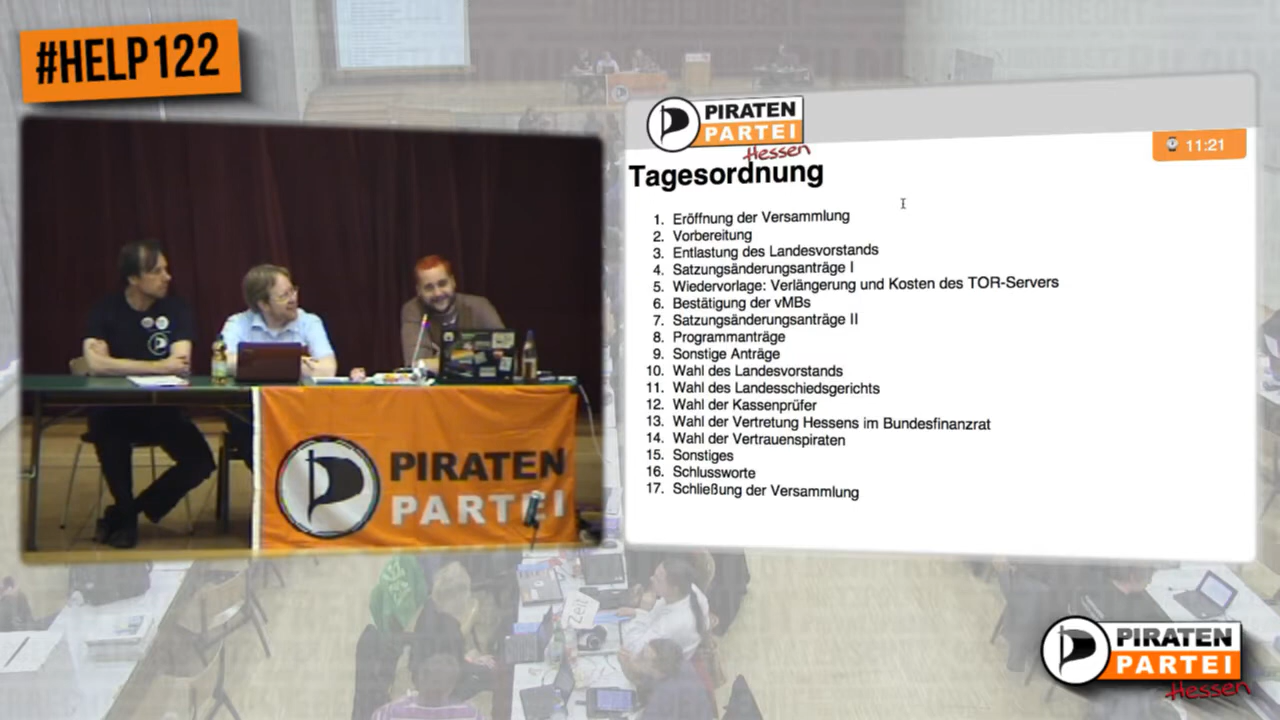 #HELP122
PIRATEN
PARTEI
Hessen
11:21
Tagesordnung
1. Eröffnung der Versammlung
2. Vorbereitung
3. Entlastung des Landesvorstands
4. Satzungsänderungsanträge I
5. Wiedervorlage: Verlängerung und Kosten des TOR-Servers
6. Bestätigung der vMBs
7. Satzungsänderungsanträge II
8. Programmanträge
9. Sonstige Anträge
10. Wahl des Landesvorstands
11. Wahl des Landesschiedsgerichts
12. Wahl der Kassenprüfer
13. Wahl der Vertretung Hessens im Bundesfinanzrat
14. Wahl der Vertrauenspiraten
15. Sonstiges
16. Schlussworte
17. Schließung der Versammlung
PIRATEN
PARTEI
Zeit
PIRATEN
PARTEI
Hessen